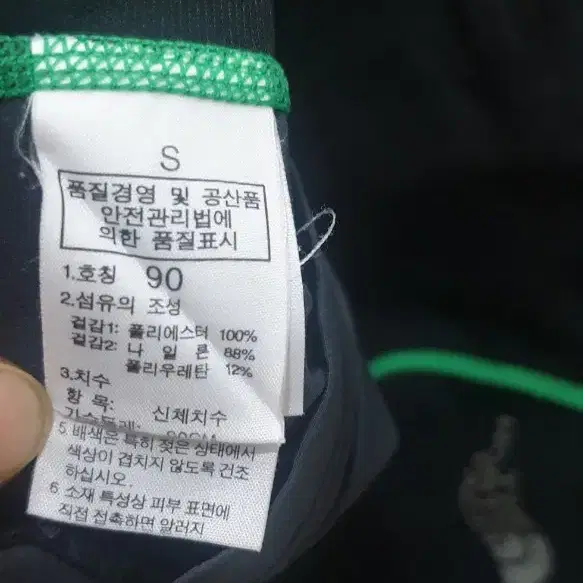 S
품질경영 및 공산품
안전관리법에
의한 품질표시
1.호칭 90
2.섬유의 조성
겉감1: 폴리에스터 100%
겉감2: 나 일 론 88%
폴리우레탄 12%
3.치수
항 목: 신체치수
5.배색은 특히 젖은 상태에서
색상이 겹치지 않도록 건조
하십시오.
6 소재 특성상 피부 표면에
직접 접촉하면 알러지